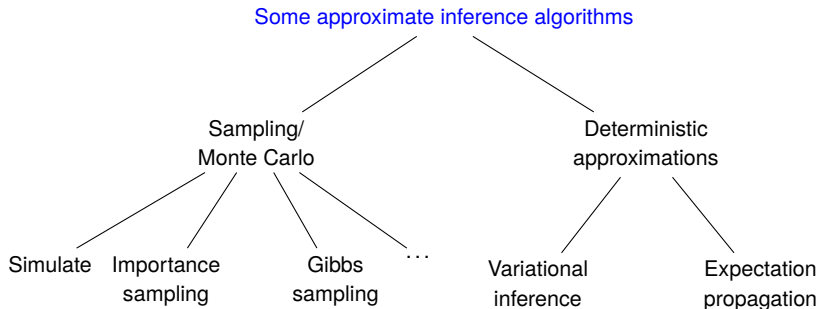 Some approximate inference algorithms
Sampling/
Monte Carlo
Deterministic
approximations
Simulate
Importance
sampling
Gibbs
sampling
...
Variational
inference
Expectation
propagation